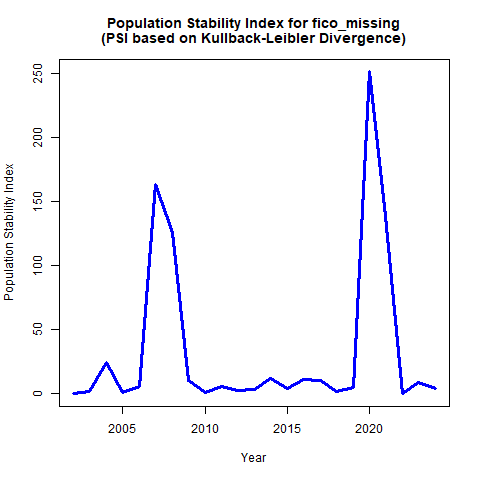 Population Stability Index for fico_missing
(PSI based on Kullback-Leibler Divergence)
Population Stability Index
250
200
150
100
50
0
2005 2010 2015 2020
Year